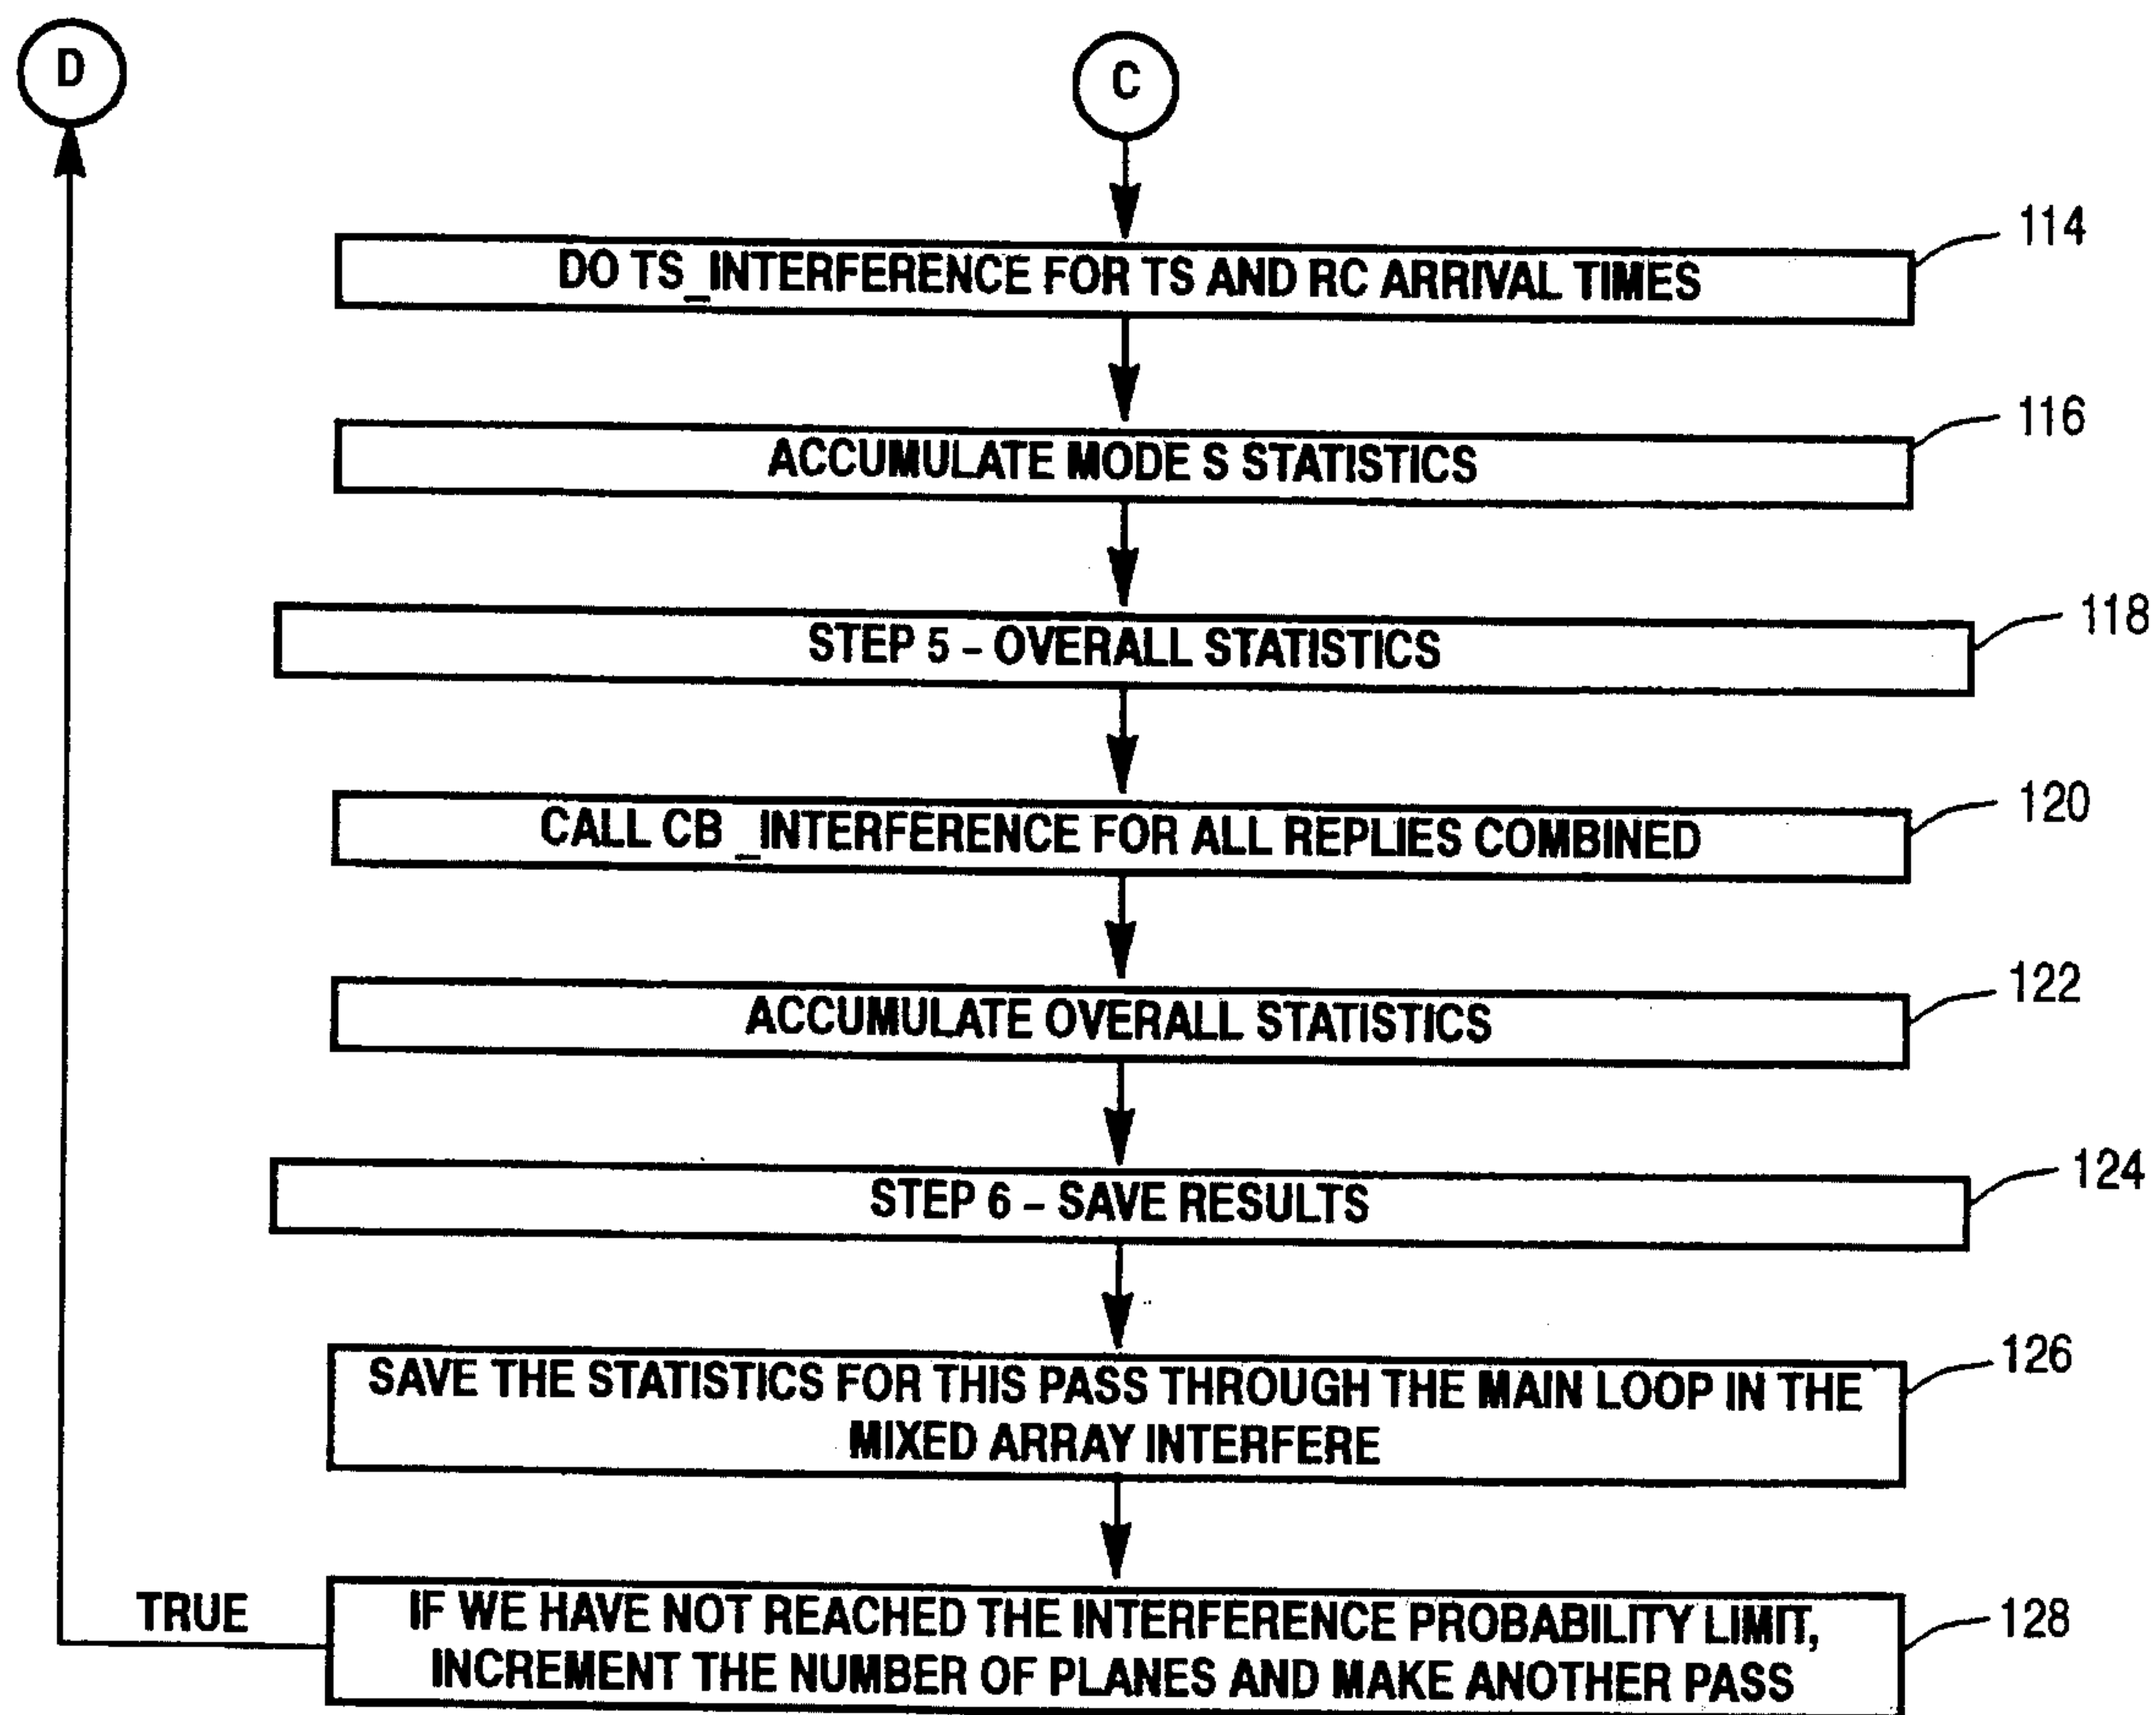 D
C
DO TS_INTERFERENCE FOR TS AND RC ARRIVAL TIMES
114
ACCUMULATE MODE S STATISTICS
116
STEP 5 – OVERALL STATISTICS
118
CALL CB _INTERFERENCE FOR ALL REPLIES COMBINED
120
ACCUMULATE OVERALL STATISTICS
122
STEP 6 – SAVE RESULTS
124
SAVE THE STATISTICS FOR THIS PASS THROUGH THE MAIN LOOP IN THE
MIXED ARRAY INTERFERE
126
TRUE
IF WE HAVE NOT REACHED THE INTERFERENCE PROBABILITY LIMIT,
INCREMENT THE NUMBER OF PLANES AND MAKE ANOTHER PASS
128